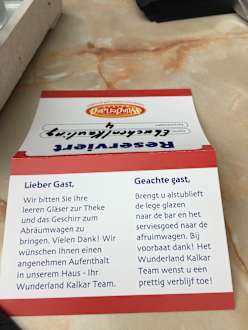 Wunderland
Reserviert
Lieber Gast,
Wir bitten Sie Ihre
leeren Gläser zur Theke
und das Geschirr zum
Abräumwagen zu
bringen. Vielen Dank! Wir
wünschen Ihnen einen
angenehmen Aufenthalt
in unserem Haus - Ihr
Wunderland Kalkar Team.
Geachte gast,
Brengt u alstublieft
de lege glazen
naar de bar en het
serviesgoed naar de
afruimwagen. Bij
voorbaat dank! Het
Wunderland Kalkar
Team wenst u een
prettig verblijf toe!